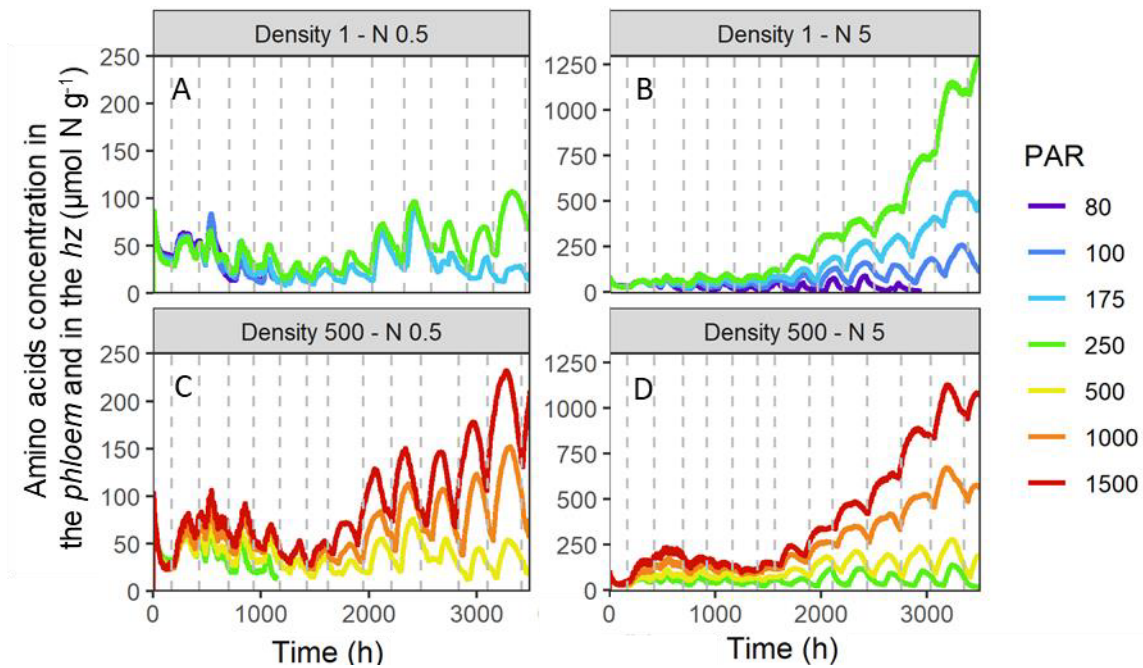 Amino acids concentration in
the phloem and in the hz (µmol N g⁻¹)
Density 1 - N 0.5
A
250
200
150
100
50
0
Density 1 - N 5
B
1250
1000
750
500
250
0
Density 500 - N 0.5
C
250
200
150
100
50
0
0 1000 2000 3000
Time (h)
Density 500 - N 5
D
1250
1000
750
500
250
0
0 1000 2000 3000
Time (h)
PAR
80
100
175
250
500
1000
1500